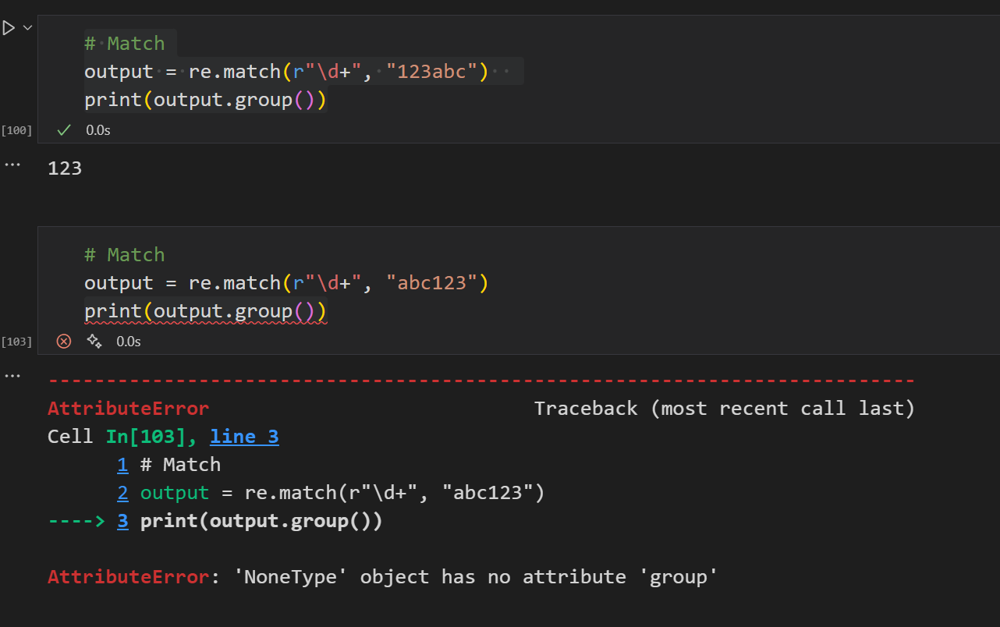 # Match
output = re.match(r"\d+", "123abc")
print(output.group())
[100]
0.0s
123
# Match
output = re.match(r"\d+", "abc123")
print(output.group())
[103]
0.0s
---------------------------------------------------------------------------
AttributeError                            Traceback (most recent call last)
Cell In[103], line 3
      1 # Match
      2 output = re.match(r"\d+", "abc123")
----> 3 print(output.group())
AttributeError: 'NoneType' object has no attribute 'group'